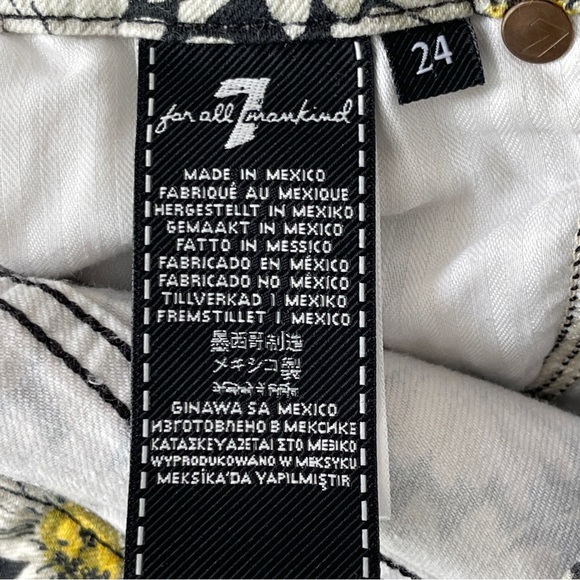 24
7
for all mankind
MADE IN MEXICO
FABRIQUÉ AU MEXIQUE
HERGESTELLT IN MEXIKO
GEMAAKT IN MEXICO
FATTO IN MESSICO
FABRICADO EN MÉXICO
FABRICADO NO MÉXICO
TILLVERKAD I MEXIKO
FREMSTILLET I MEXICO
墨西哥制造
メキシコ製
GINAWA SA MEXICO
ИЗГОТОВЛЕНО В МЕКСИКЕ
ΚΑΤΑΣΚΕΥΑΖΕΤΑΙ ΣΤΟ ΜΕΞΙΚΟ
WYPRODUKOWANO W MEKSYKU
MEKSİKA'DA YAPILMIŞTIR